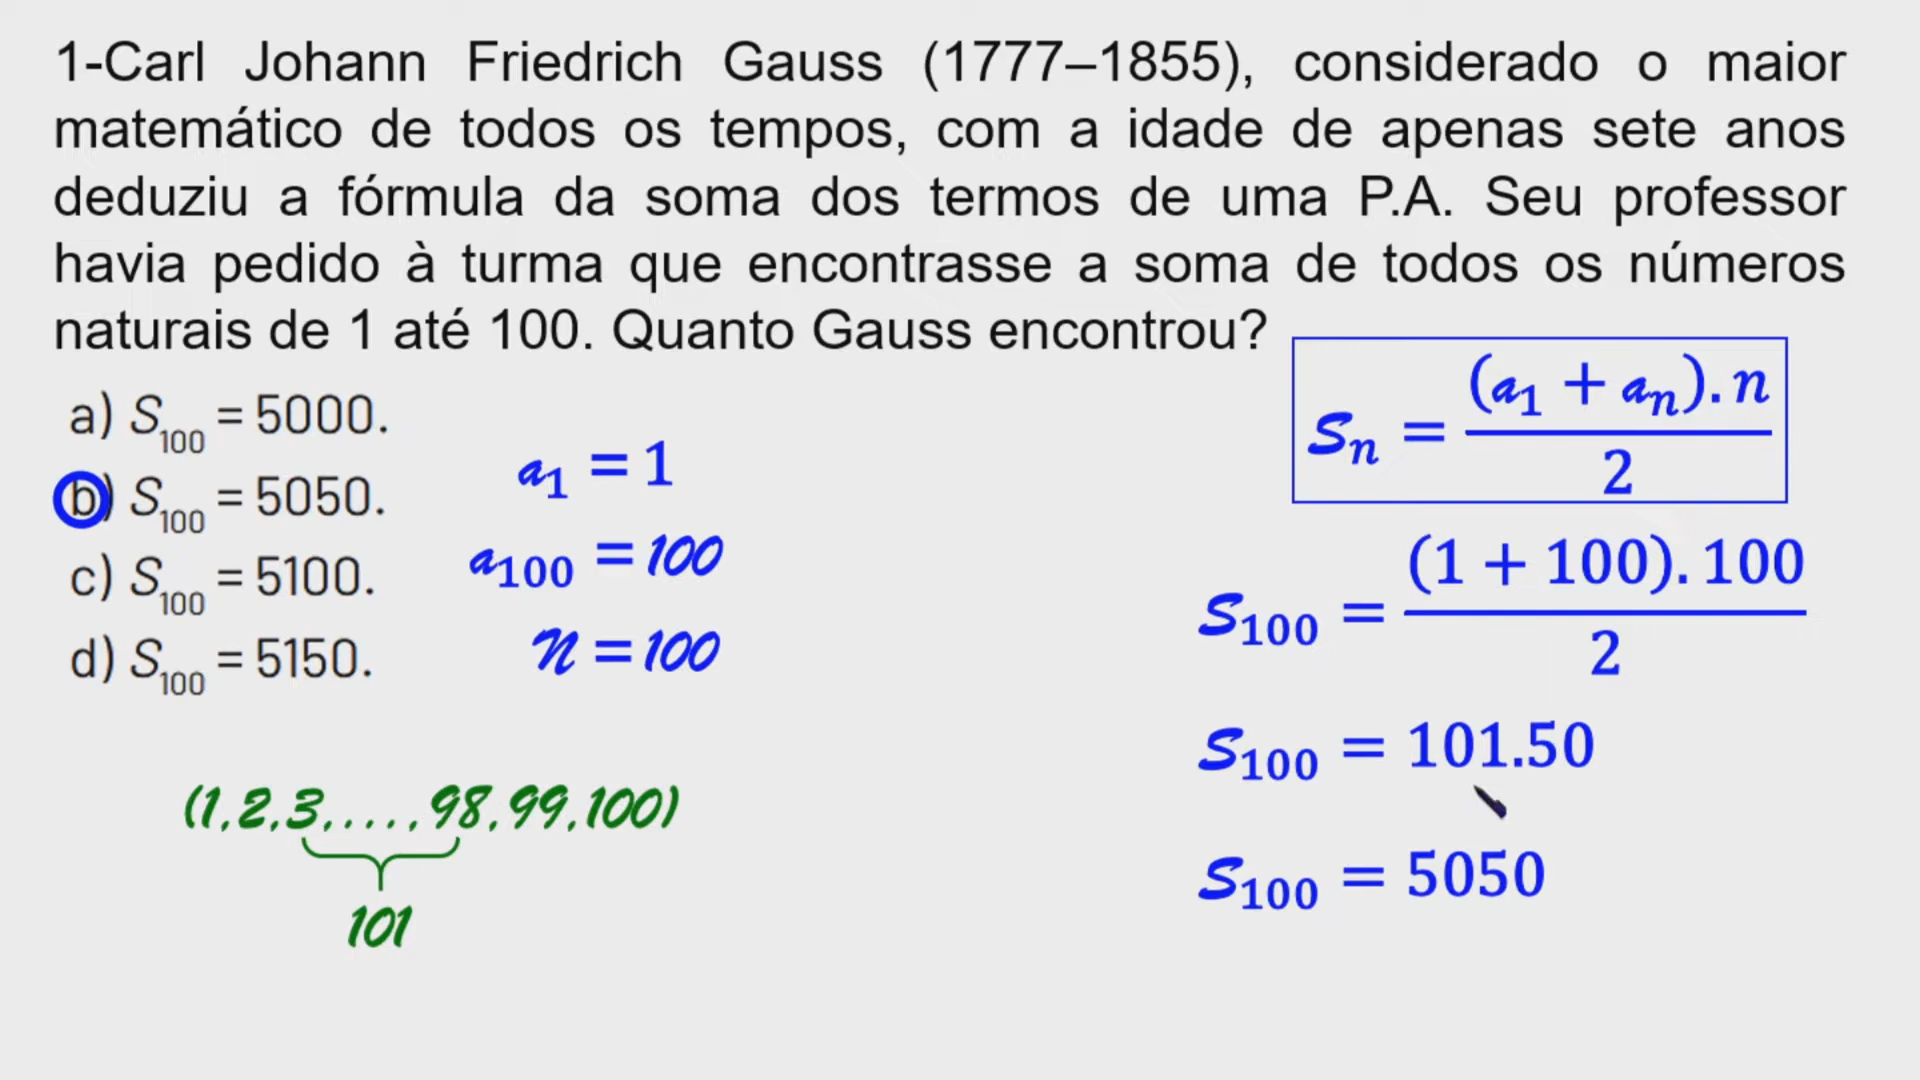 1-Carl Johann Friedrich Gauss (1777–1855), considerado o maior
matemático de todos os tempos, com a idade de apenas sete anos
deduziu a fórmula da soma dos termos de uma P.A. Seu professor
havia pedido à turma que encontrasse a soma de todos os números
naturais de 1 até 100. Quanto Gauss encontrou?
a) S₁₀₀ = 5000.
b) S₁₀₀ = 5050.
c) S₁₀₀ = 5100.
d) S₁₀₀ = 5150.
a₁ = 1
a₁₀₀ = 100
n = 100
(1,2,3,....,98,99,100)
101
Sₙ = (a₁ + aₙ).n / 2
S₁₀₀ = (1 + 100).100 / 2
S₁₀₀ = 101.50
S₁₀₀ = 5050